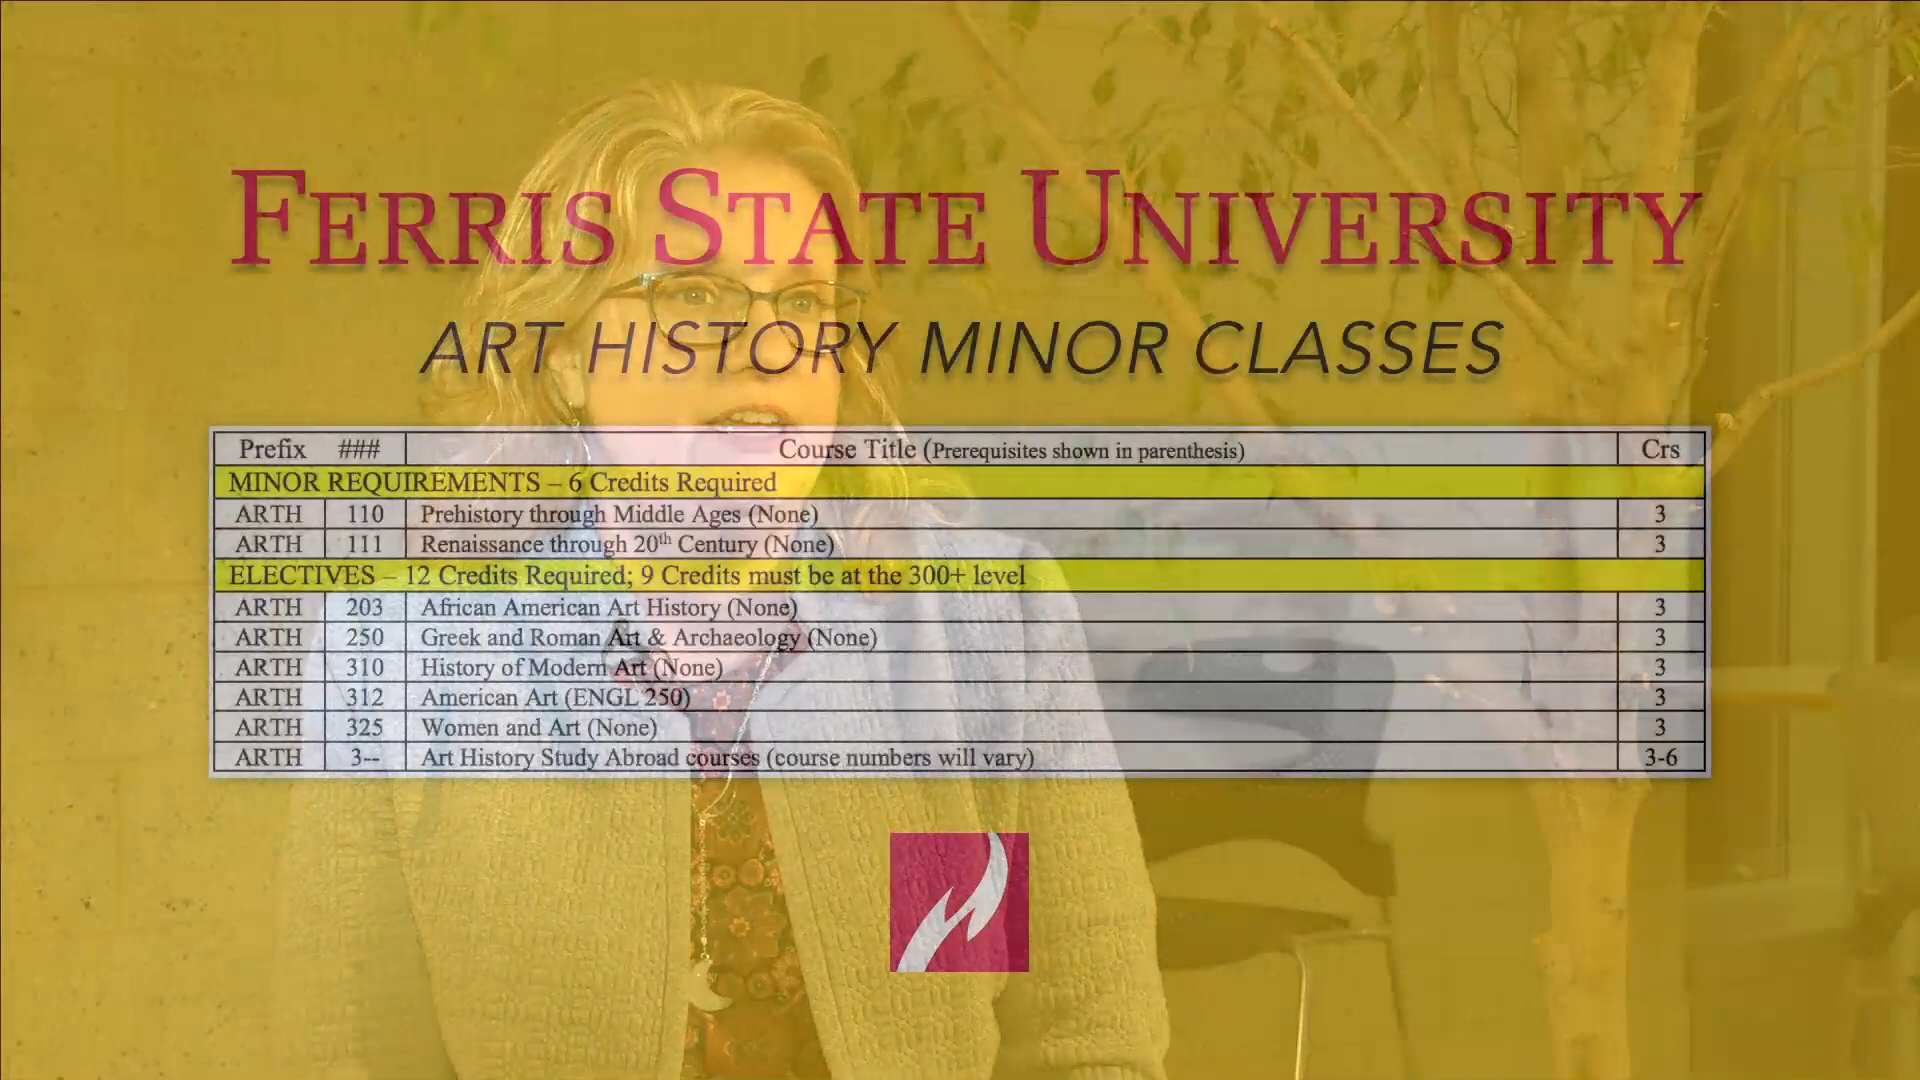 FERRIS STATE UNIVERSITY
ART HISTORY MINOR CLASSES
Prefix ### Course Title (Prerequisites shown in parenthesis) Crs
MINOR REQUIREMENTS – 6 Credits Required
ARTH 110 Prehistory through Middle Ages (None) 3
ARTH 111 Renaissance through 20th Century (None) 3
ELECTIVES – 12 Credits Required; 9 Credits must be at the 300+ level
ARTH 203 African American Art History (None) 3
ARTH 250 Greek and Roman Art & Archaeology (None) 3
ARTH 310 History of Modern Art (None) 3
ARTH 312 American Art (ENGL 250) 3
ARTH 325 Women and Art (None) 3
ARTH 3-- Art History Study Abroad courses (course numbers will vary) 3-6